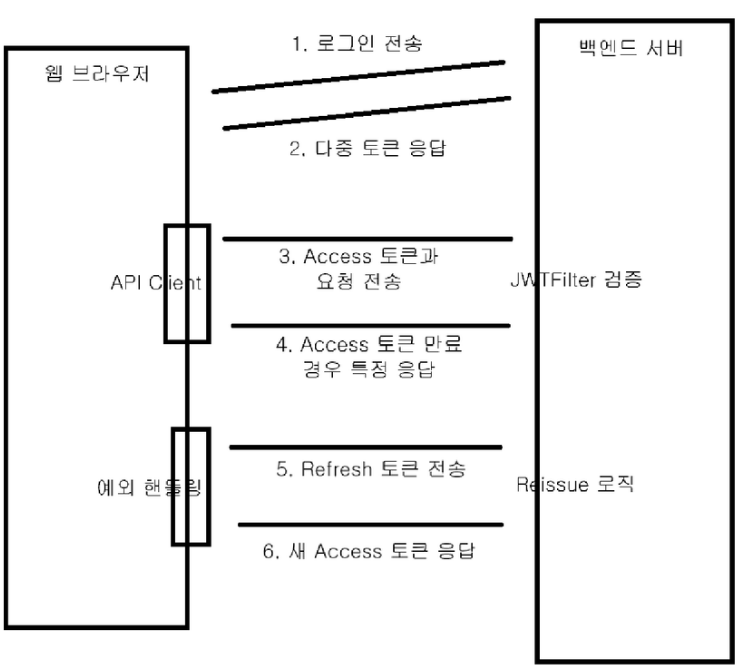 1. 로그인 전송
백엔드 서버
웹 브라우저
2. 다중 토큰 응답
3. Access 토큰과
요청 전송
API Client
JWTFilter 검증
4. Access 토큰 만료
경우 특정 응답
5. Refresh 토큰 전송
예외 핸들링
Reissue 로직
6. 새 Access 토큰 응답